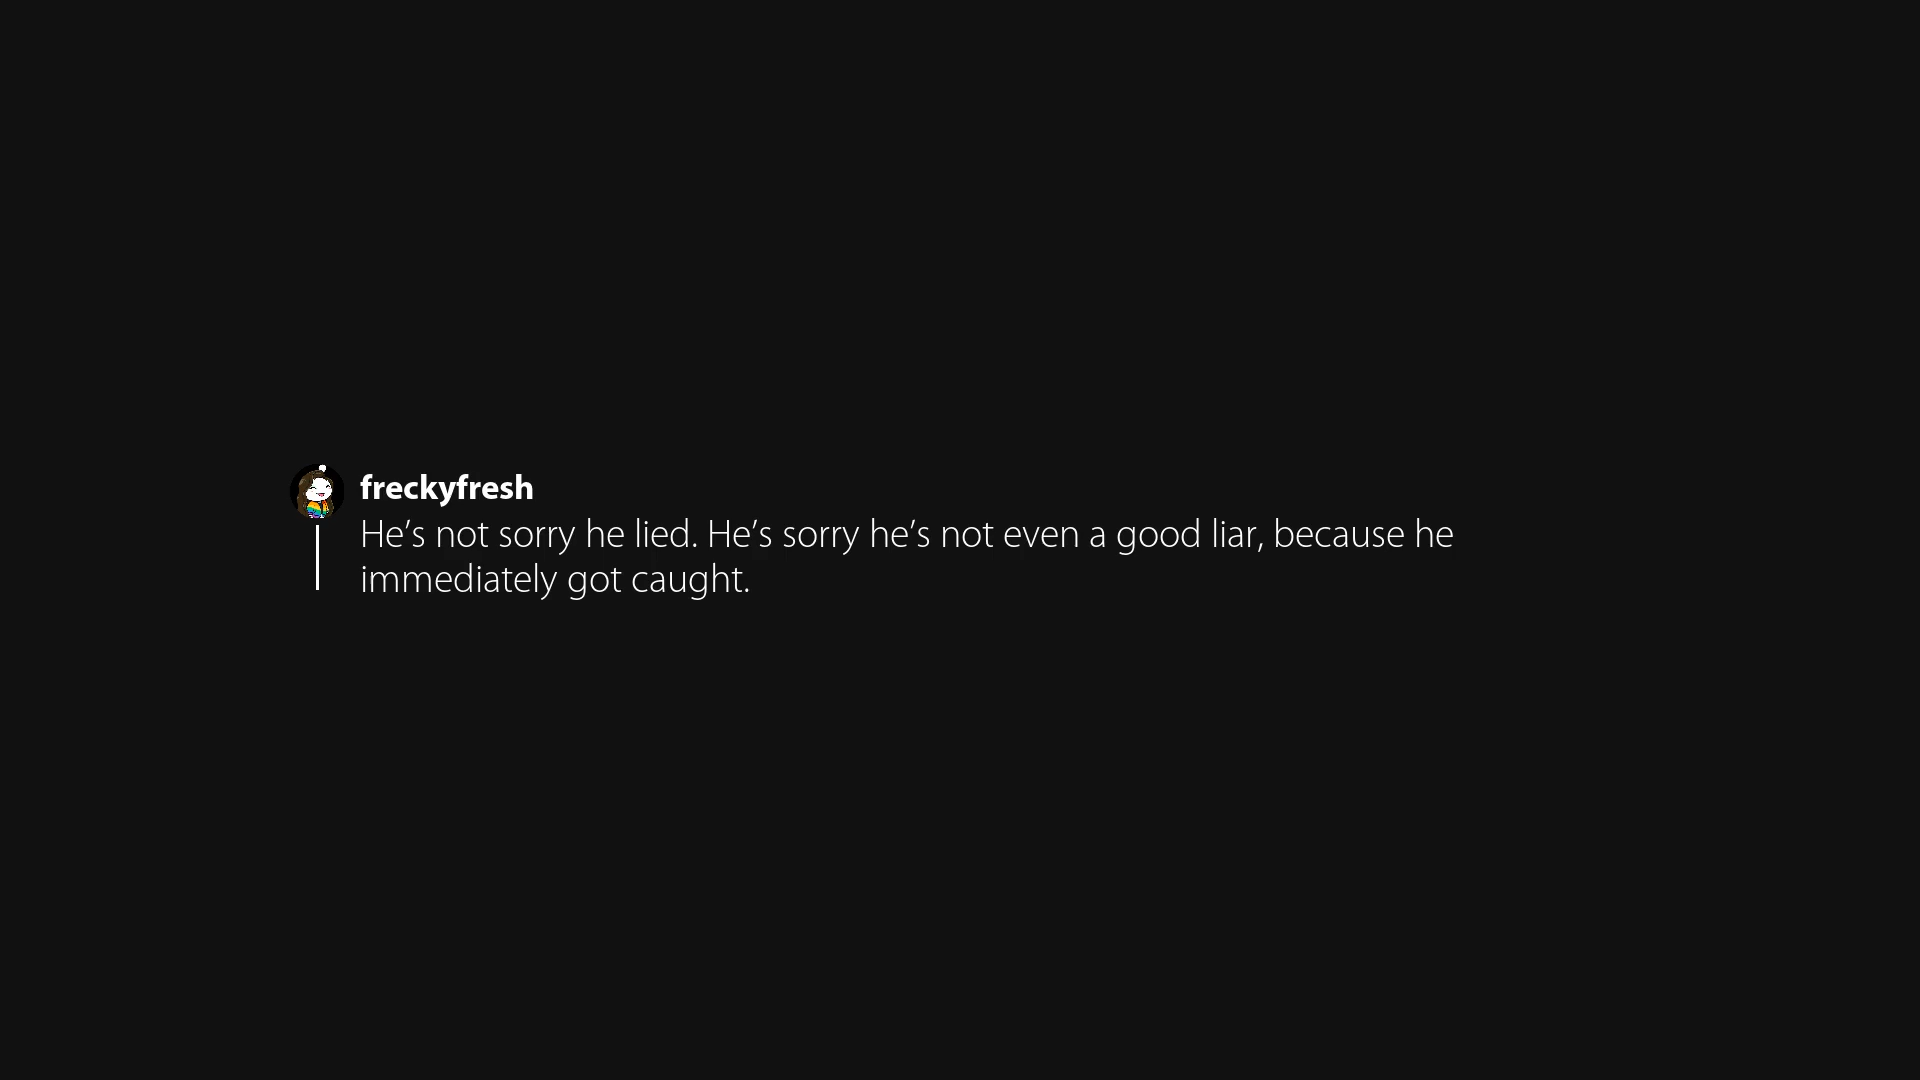 freckyfresh
He’s not sorry he lied. He’s sorry he’s not even a good liar, because he
immediately got caught.